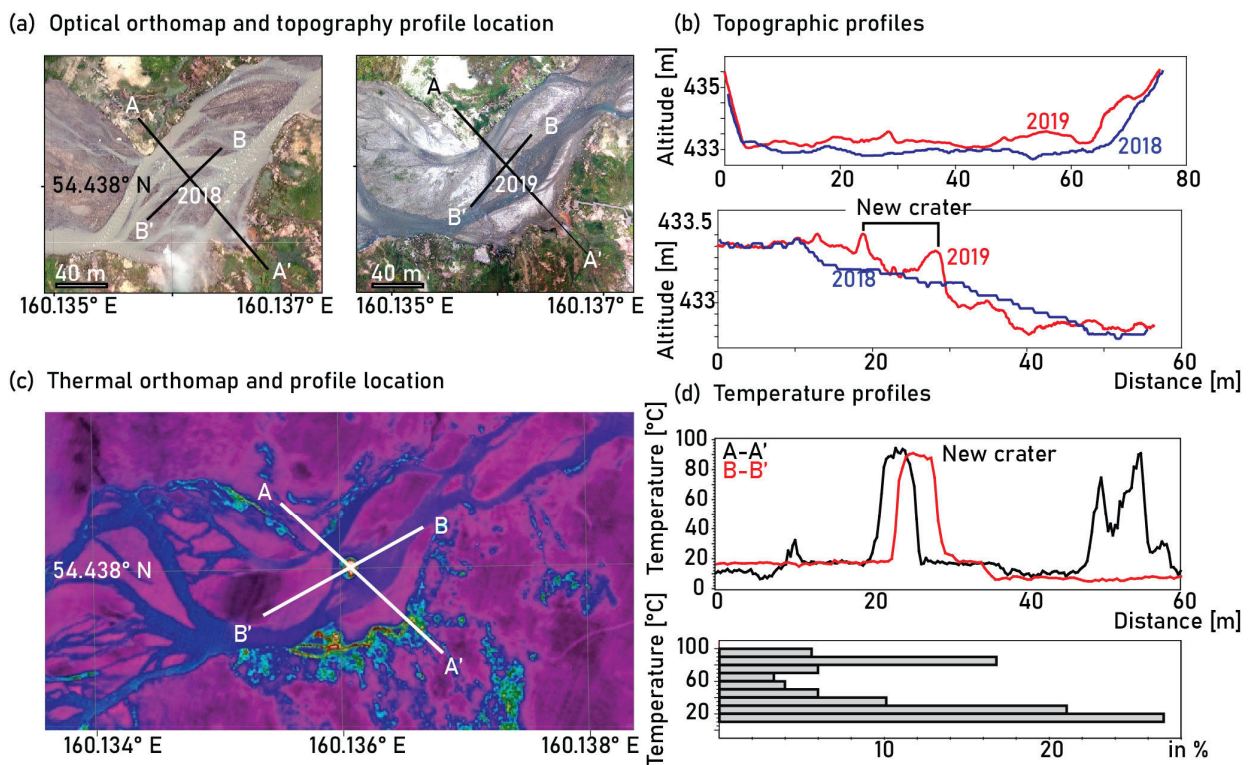 (a) Optical orthomap and topography profile location
A
B
54.438° N
2018
B'
A'
40 m
160.135° E
160.137° E
A
B
2019
B'
A'
40 m
160.135° E
160.137° E
(b) Topographic profiles
Altitude [m]
435
433
2019
2018
0
20
40
60
80
New crater
Altitude [m]
433.5
433
2019
2018
0
20
40
60
Distance [m]
(c) Thermal orthomap and profile location
A
B
54.438° N
B'
A'
160.134° E
160.136° E
160.138° E
(d) Temperature profiles
Temperature [°C]
100
80
60
40
20
0
A-A'
B-B'
New crater
0
20
40
60
Distance [m]
Temperature [°C]
100
60
20
10
20
in %